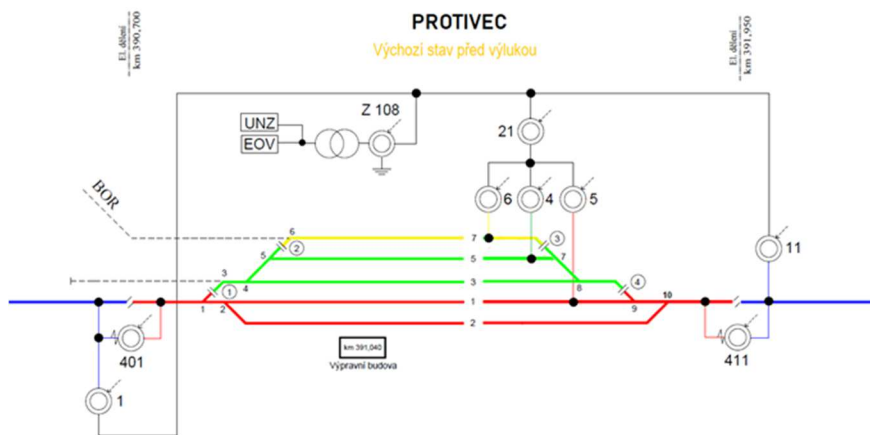 PROTIVEC
Výchozí stav před výlukou
El. dělení
km 390,700
El. dělení
km 391,950
Z 108
UNZ
EOV
21
6
4
5
11
BOR
6
7
3
2
5
5
7
3
1
4
3
8
4
1
10
1
2
9
2
401
km 391,040
Výpravní budova
411
1